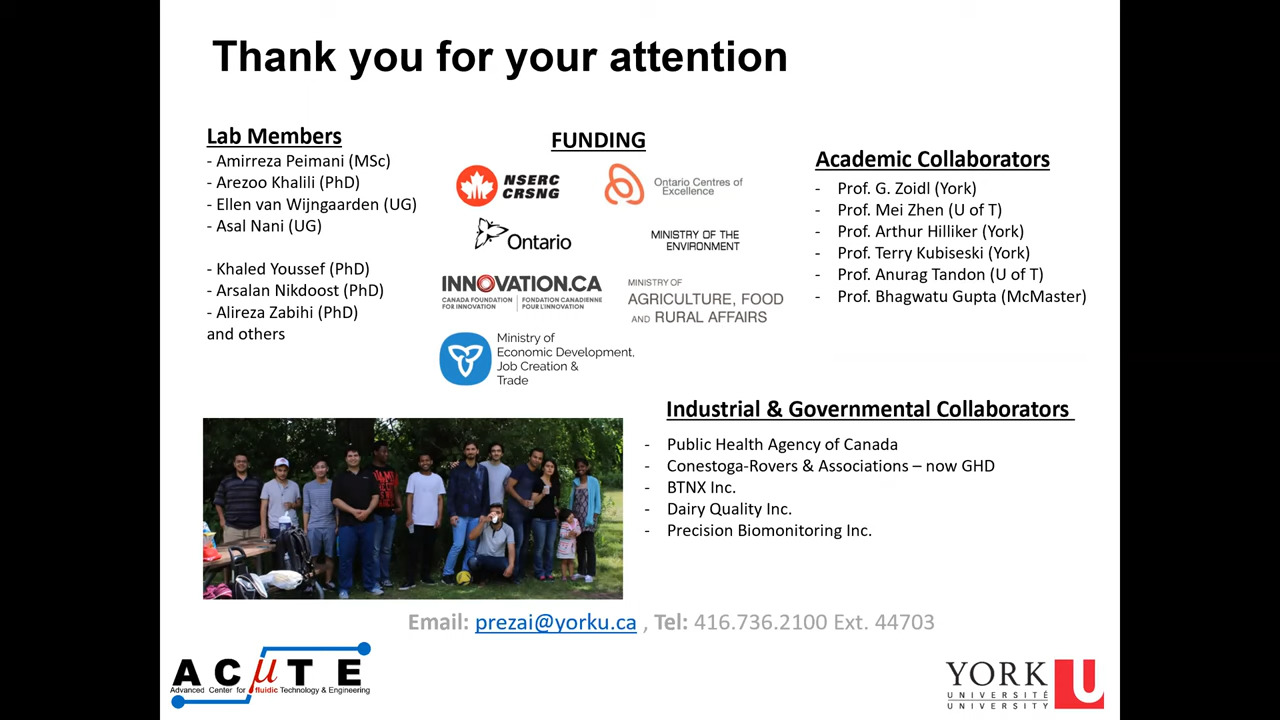 Thank you for your attention
Lab Members
- Amirreza Peimani (MSc)
- Arezoo Khalili (PhD)
- Ellen van Wijngaarden (UG)
- Asal Nani (UG)
- Khaled Youssef (PhD)
- Arsalan Nikdoost (PhD)
- Alireza Zabihi (PhD)
and others
FUNDING
NSERC
CRSNG
Ontario Centres of
Excellence
Ontario
MINISTRY OF THE
ENVIRONMENT
INNOVATION.CA
CANADA FOUNDATION
FOR INNOVATION
FONDATION CANADIENNE
POUR L'INNOVATION
MINISTRY OF
AGRICULTURE, FOOD
AND RURAL AFFAIRS
Ministry of
Economic Development,
Job Creation &
Trade
Academic Collaborators
- Prof. G. Zoidl (York)
- Prof. Mei Zhen (U of T)
- Prof. Arthur Hilliker (York)
- Prof. Terry Kubiseski (York)
- Prof. Anurag Tandon (U of T)
- Prof. Bhagwatu Gupta (McMaster)
Industrial & Governmental Collaborators
- Public Health Agency of Canada
- Conestoga-Rovers & Associations – now GHD
- BTNX Inc.
- Dairy Quality Inc.
- Precision Biomonitoring Inc.
Email: prezai@yorku.ca , Tel: 416.736.2100 Ext. 44703
ACμTE
Advanced Center for μfluidic Technology & Engineering
YORK U
UNIVERSITÉ
UNIVERSITY